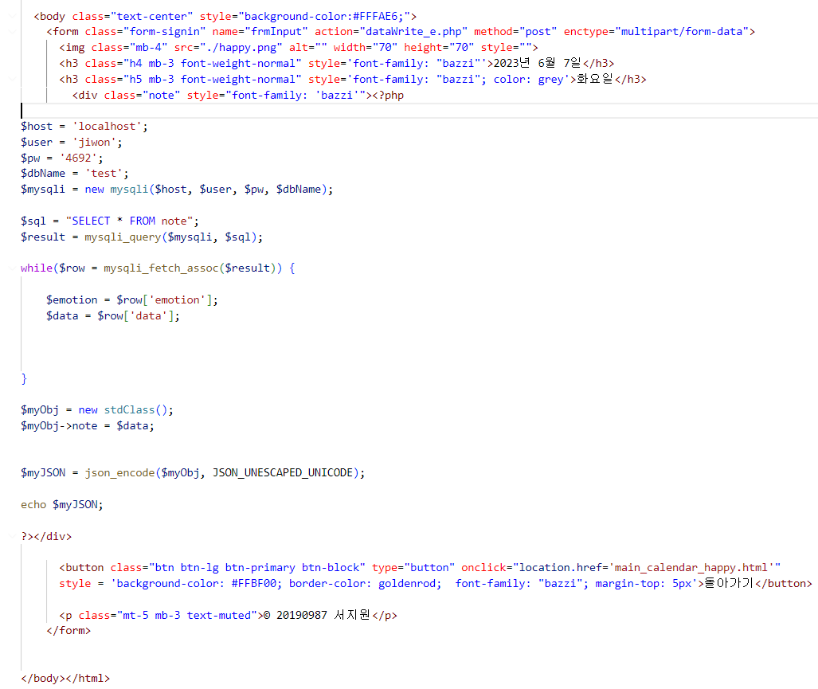 <body class="text-center" style="background-color:#FFFAE6;">
<form class="form-signin" name="frmInput" action="dataWrite_e.php" method="post" enctype="multipart/form-data">
<img class="mb-4" src="./happy.png" alt="" width="70" height="70" style="">
<h3 class="h4 mb-3 font-weight-normal" style='font-family: "bazzi"'>2023년 6월 7일</h3>
<h3 class="h5 mb-3 font-weight-normal" style='font-family: "bazzi"; color: grey'>화요일</h3>
<div class="note" style="font-family: 'bazzi'"><?php
$host = 'localhost';
$user = 'jiwon';
$pw = '4692';
$dbName = 'test';
$mysqli = new mysqli($host, $user, $pw, $dbName);
$sql = "SELECT * FROM note";
$result = mysqli_query($mysqli, $sql);
while($row = mysqli_fetch_assoc($result)) {
$emotion = $row['emotion'];
$data = $row['data'];
}
$myObj = new stdClass();
$myObj->note = $data;
$myJSON = json_encode($myObj, JSON_UNESCAPED_UNICODE);
echo $myJSON;
?></div>
<button class="btn btn-lg btn-primary btn-block" type="button" onclick="location.href='main_calendar_happy.html'"
style = 'background-color: #FFBF00; border-color: goldenrod;  font-family: "bazzi"; margin-top: 5px'>돌아가기</button>
<p class="mt-5 mb-3 text-muted">© 20190987 서지원</p>
</form>
</body></html>